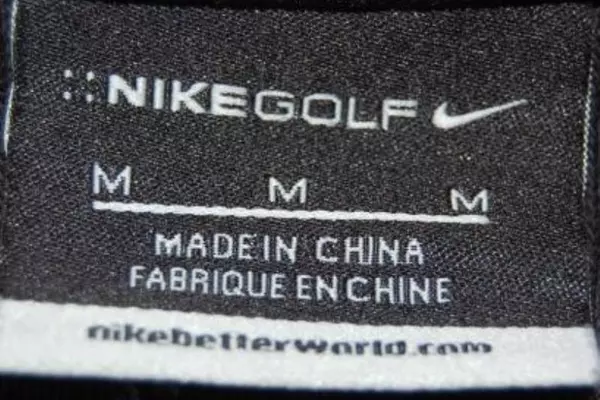 NIKEGOLF
M M M
MADE IN CHINA
FABRIQUE EN CHINE
nikebetterworld.com